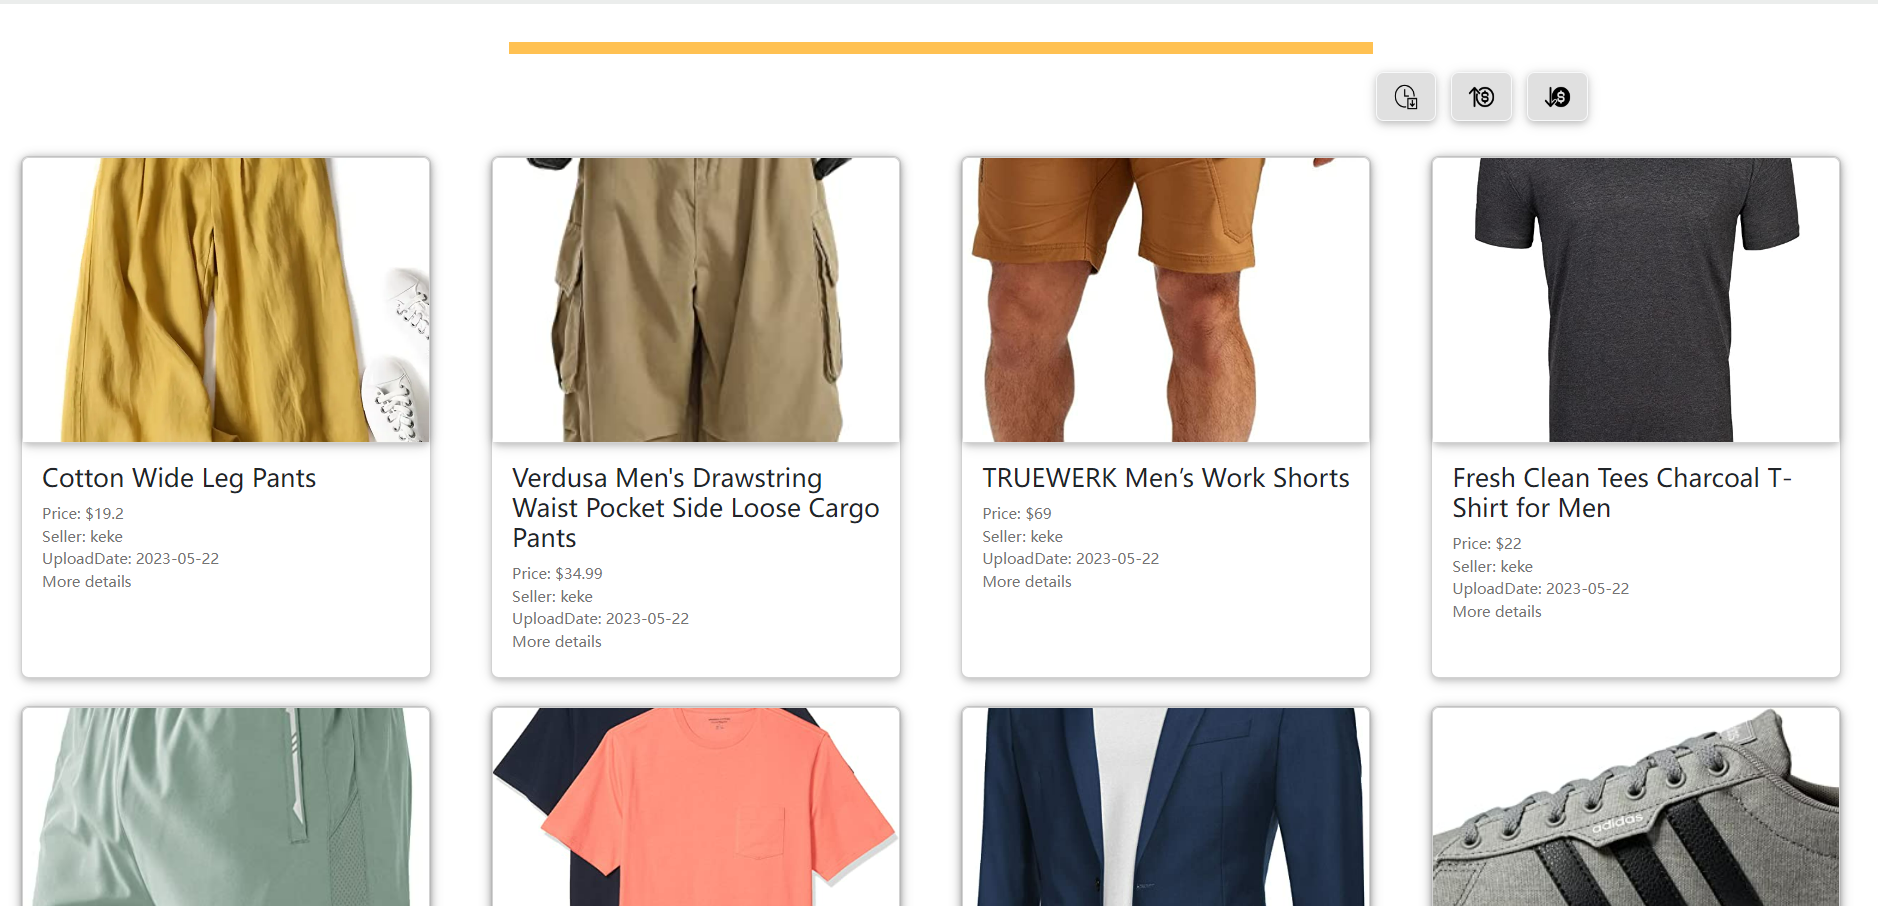 Cotton Wide Leg Pants
Price: $19.2
Seller: keke
UploadDate: 2023-05-22
More details
Verdusa Men's Drawstring
Waist Pocket Side Loose Cargo
Pants
Price: $34.99
Seller: keke
UploadDate: 2023-05-22
More details
TRUEWERK Men’s Work Shorts
Price: $69
Seller: keke
UploadDate: 2023-05-22
More details
Fresh Clean Tees Charcoal T-
Shirt for Men
Price: $22
Seller: keke
UploadDate: 2023-05-22
More details
adidas